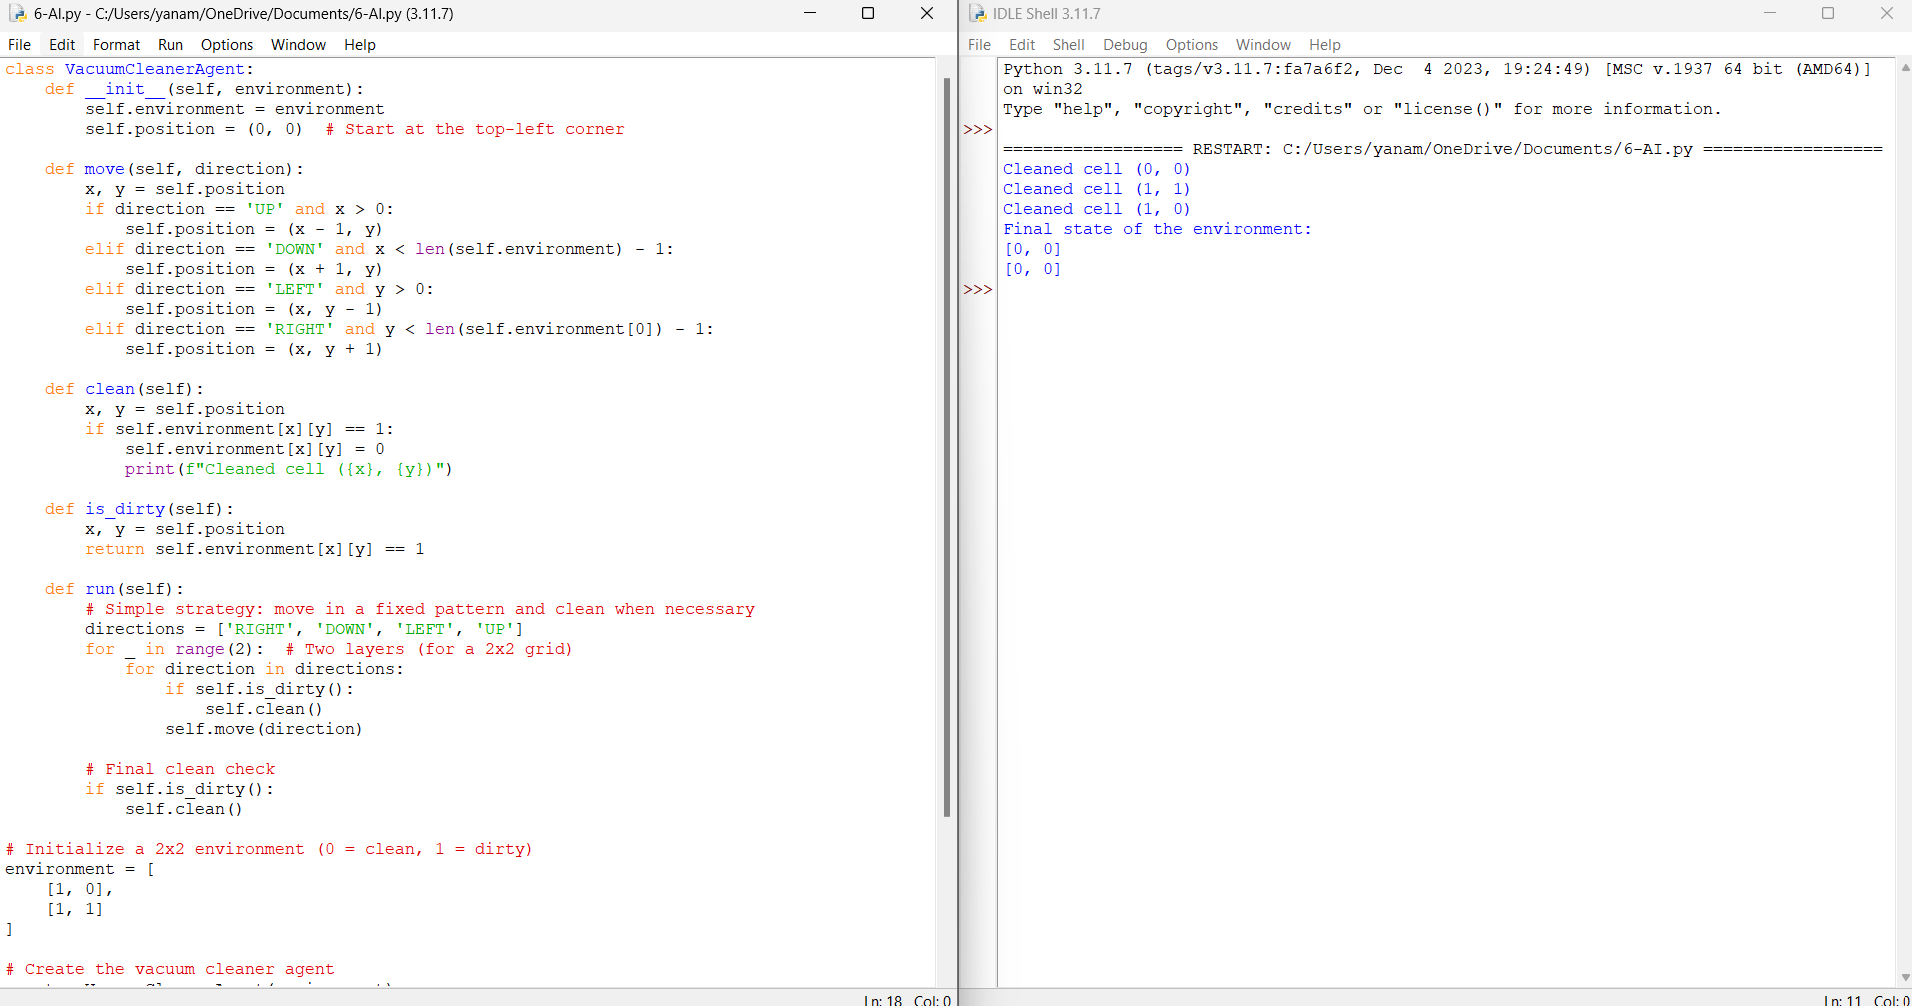 6-AI.py - C:/Users/yanam/OneDrive/Documents/6-AI.py (3.11.7)
File Edit Format Run Options Window Help
class VacuumCleanerAgent:
    def __init__(self, environment):
        self.environment = environment
        self.position = (0, 0)  # Start at the top-left corner

    def move(self, direction):
        x, y = self.position
        if direction == 'UP' and x > 0:
            self.position = (x - 1, y)
        elif direction == 'DOWN' and x < len(self.environment) - 1:
            self.position = (x + 1, y)
        elif direction == 'LEFT' and y > 0:
            self.position = (x, y - 1)
        elif direction == 'RIGHT' and y < len(self.environment[0]) - 1:
            self.position = (x, y + 1)

    def clean(self):
        x, y = self.position
        if self.environment[x][y] == 1:
            self.environment[x][y] = 0
            print(f"Cleaned cell ({x}, {y})")

    def is_dirty(self):
        x, y = self.position
        return self.environment[x][y] == 1

    def run(self):
        # Simple strategy: move in a fixed pattern and clean when necessary
        directions = ['RIGHT', 'DOWN', 'LEFT', 'UP']
        for _ in range(2):  # Two layers (for a 2x2 grid)
            for direction in directions:
                if self.is_dirty():
                    self.clean()
                self.move(direction)

        # Final clean check
        if self.is_dirty():
            self.clean()

# Initialize a 2x2 environment (0 = clean, 1 = dirty)
environment = [
    [1, 0],
    [1, 1]
]

# Create the vacuum cleaner agent
Ln: 18 Col: 0
IDLE Shell 3.11.7
File Edit Shell Debug Options Window Help
Python 3.11.7 (tags/v3.11.7:fa7a6f2, Dec  4 2023, 19:24:49) [MSC v.1937 64 bit (AMD64)]
on win32
Type "help", "copyright", "credits" or "license()" for more information.
>>>
================== RESTART: C:/Users/yanam/OneDrive/Documents/6-AI.py ==================
Cleaned cell (0, 0)
Cleaned cell (1, 1)
Cleaned cell (1, 0)
Final state of the environment:
[0, 0]
[0, 0]
>>>
Ln: 11 Col: 0